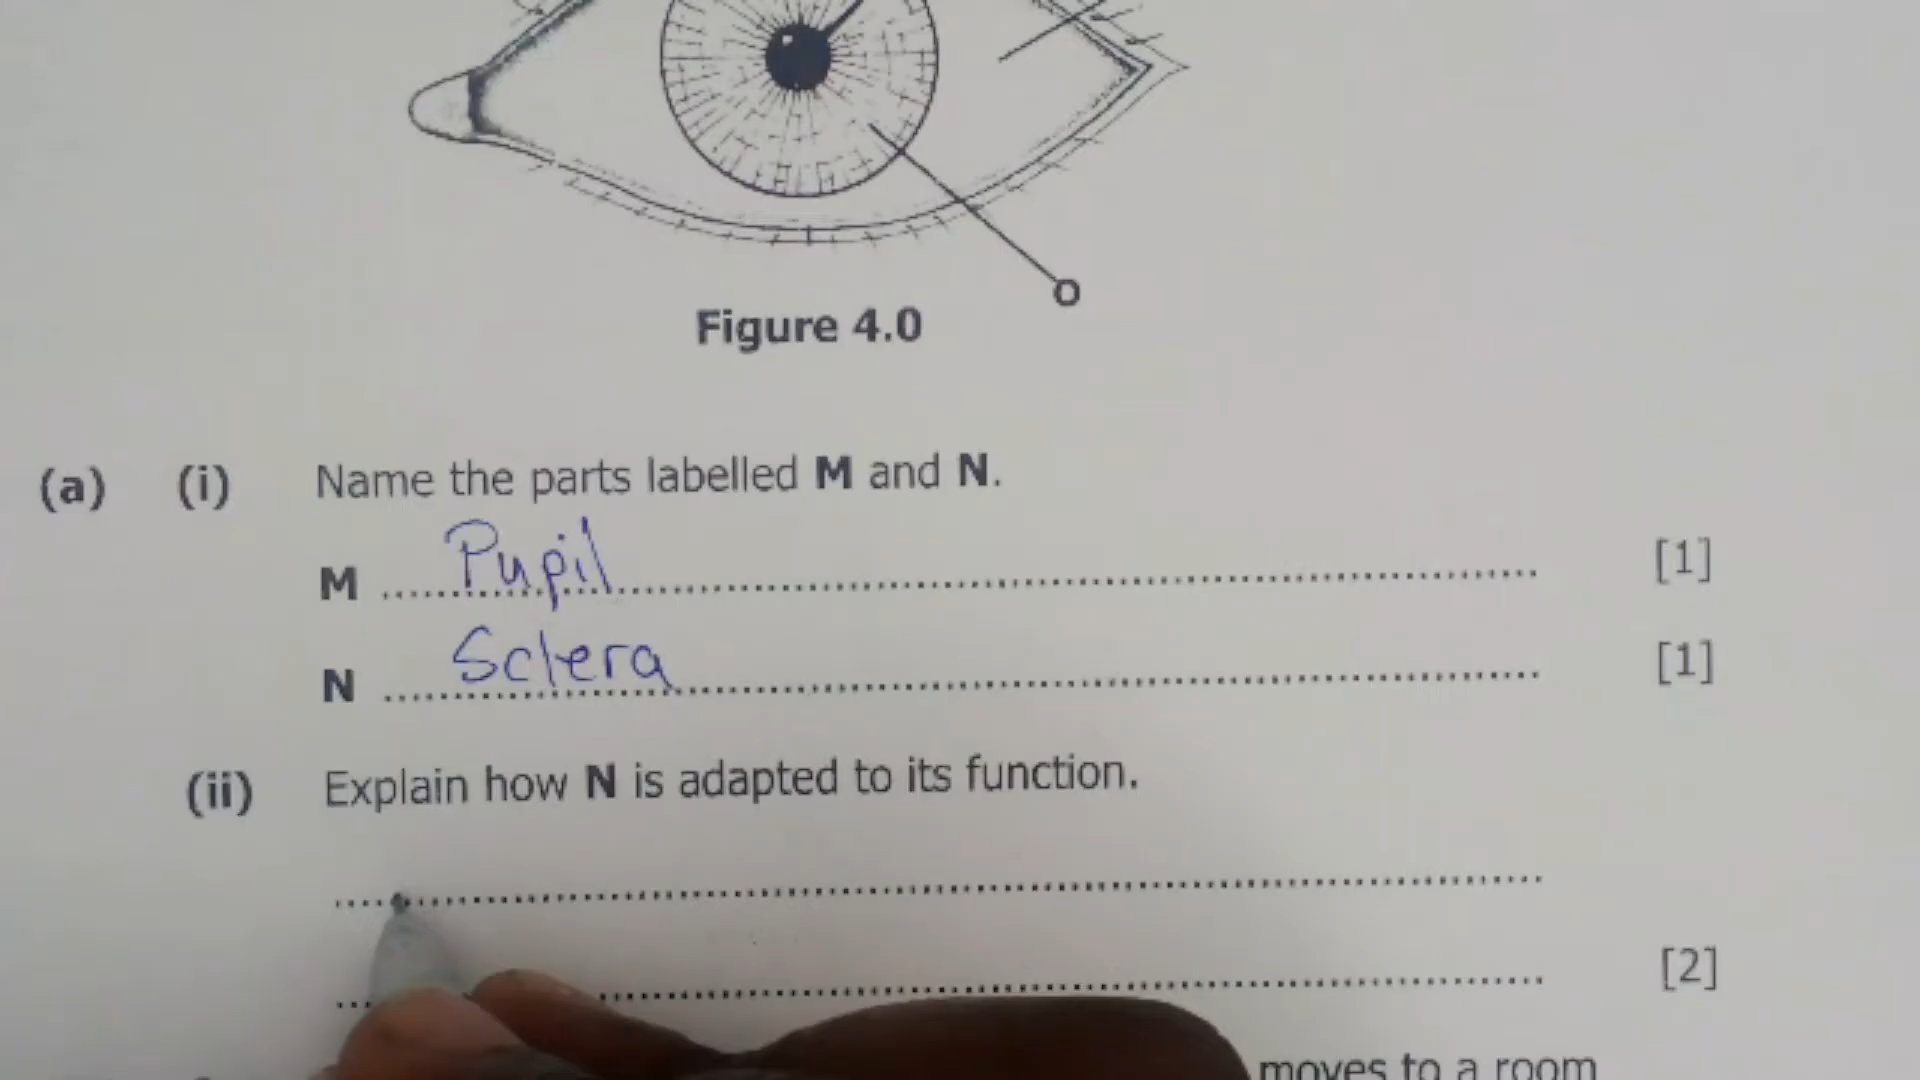 O
Figure 4.0
(a) (i) Name the parts labelled M and N.
M Pupil [1]
N Sclera [1]
(ii) Explain how N is adapted to its function.
[2]
moves to a room